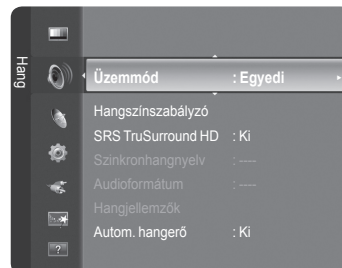 Hang
Üzemmód : Egyedi
Hangszínszabályzó
SRS TruSurround HD : Ki
Szinkronhangnyelv : ----
Audioformátum : ----
Hangjellemzők
Autom. hangerő : Ki
?